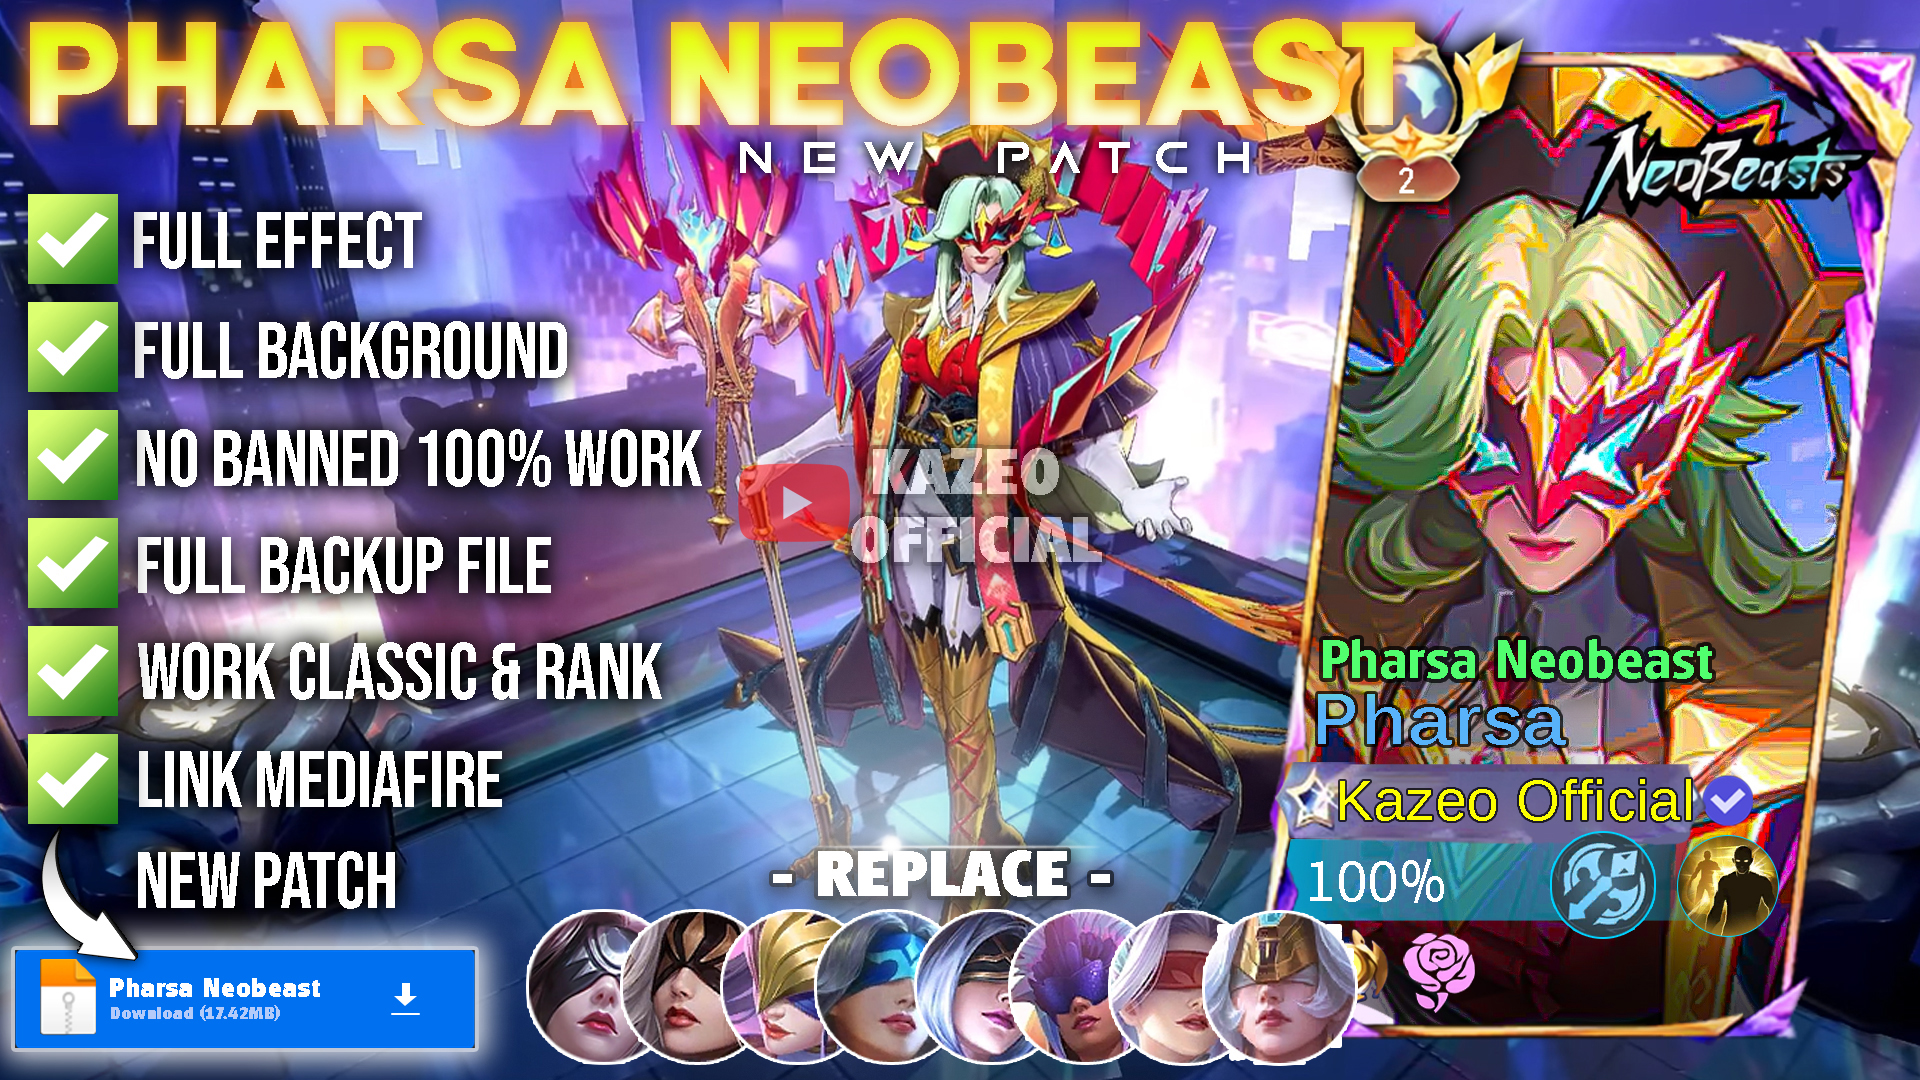 PHARSA NEOBEAST
NEW PATCH
2
NEOBEASTS
FULL EFFECT
FULL BACKGROUND
NO BANNED 100% WORK
FULL BACKUP FILE
WORK CLASSIC & RANK
LINK MEDIAFIRE
NEW PATCH
Pharsa Neobeast
Download (17.42MB)
KAZEO
OFFICIAL
- REPLACE -
Pharsa Neobeast
Pharsa
Kazeo Official
100%